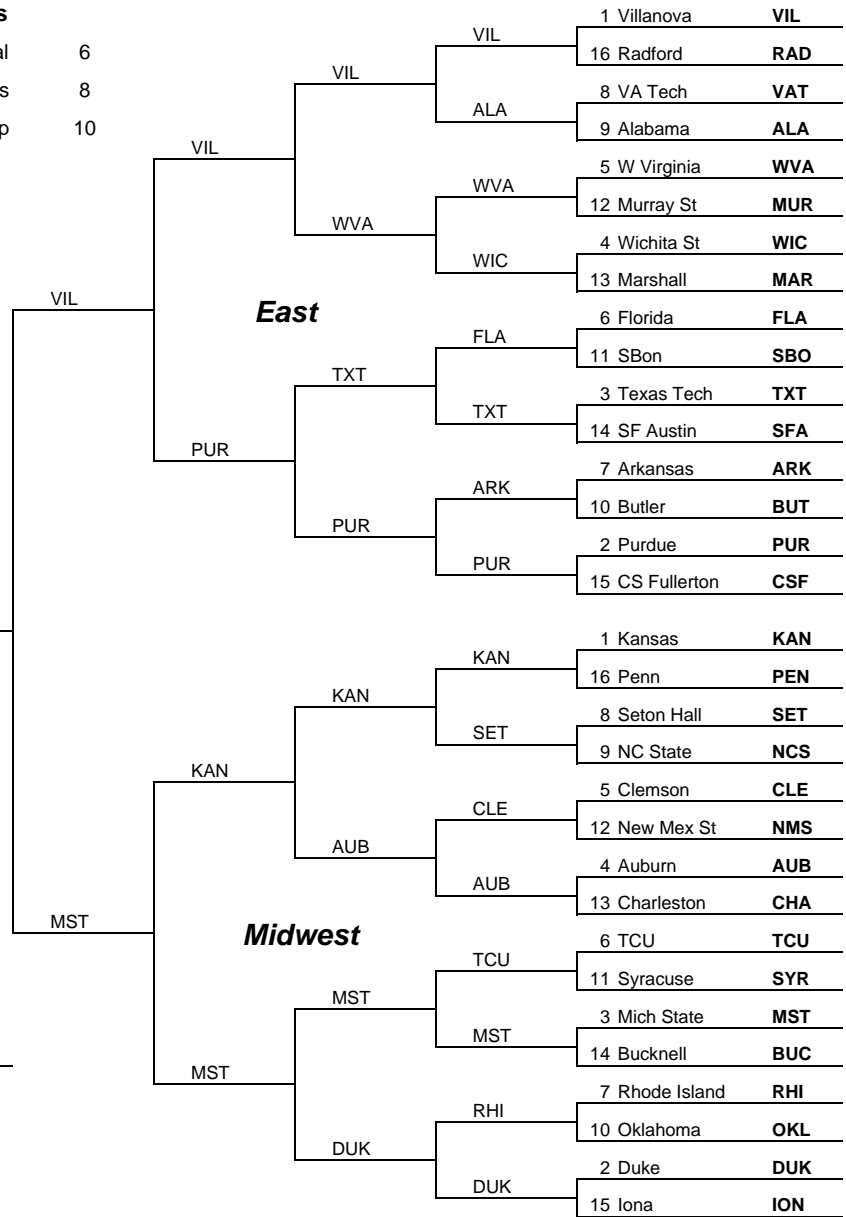 s
al 6
s 8
p 10
1 Villanova VIL
VIL
16 Radford RAD
VIL
8 VA Tech VAT
ALA
9 Alabama ALA
VIL
5 W Virginia WVA
WVA
12 Murray St MUR
WVA
4 Wichita St WIC
WIC
13 Marshall MAR
VIL
East
6 Florida FLA
FLA
11 SBon SBO
TXT
3 Texas Tech TXT
TXT
14 SF Austin SFA
PUR
7 Arkansas ARK
ARK
10 Butler BUT
PUR
2 Purdue PUR
PUR
15 CS Fullerton CSF
1 Kansas KAN
KAN
16 Penn PEN
KAN
8 Seton Hall SET
SET
9 NC State NCS
KAN
5 Clemson CLE
CLE
12 New Mex St NMS
AUB
4 Auburn AUB
AUB
13 Charleston CHA
MST
Midwest
6 TCU TCU
TCU
11 Syracuse SYR
MST
3 Mich State MST
MST
14 Bucknell BUC
MST
7 Rhode Island RHI
RHI
10 Oklahoma OKL
DUK
2 Duke DUK
DUK
15 Iona ION